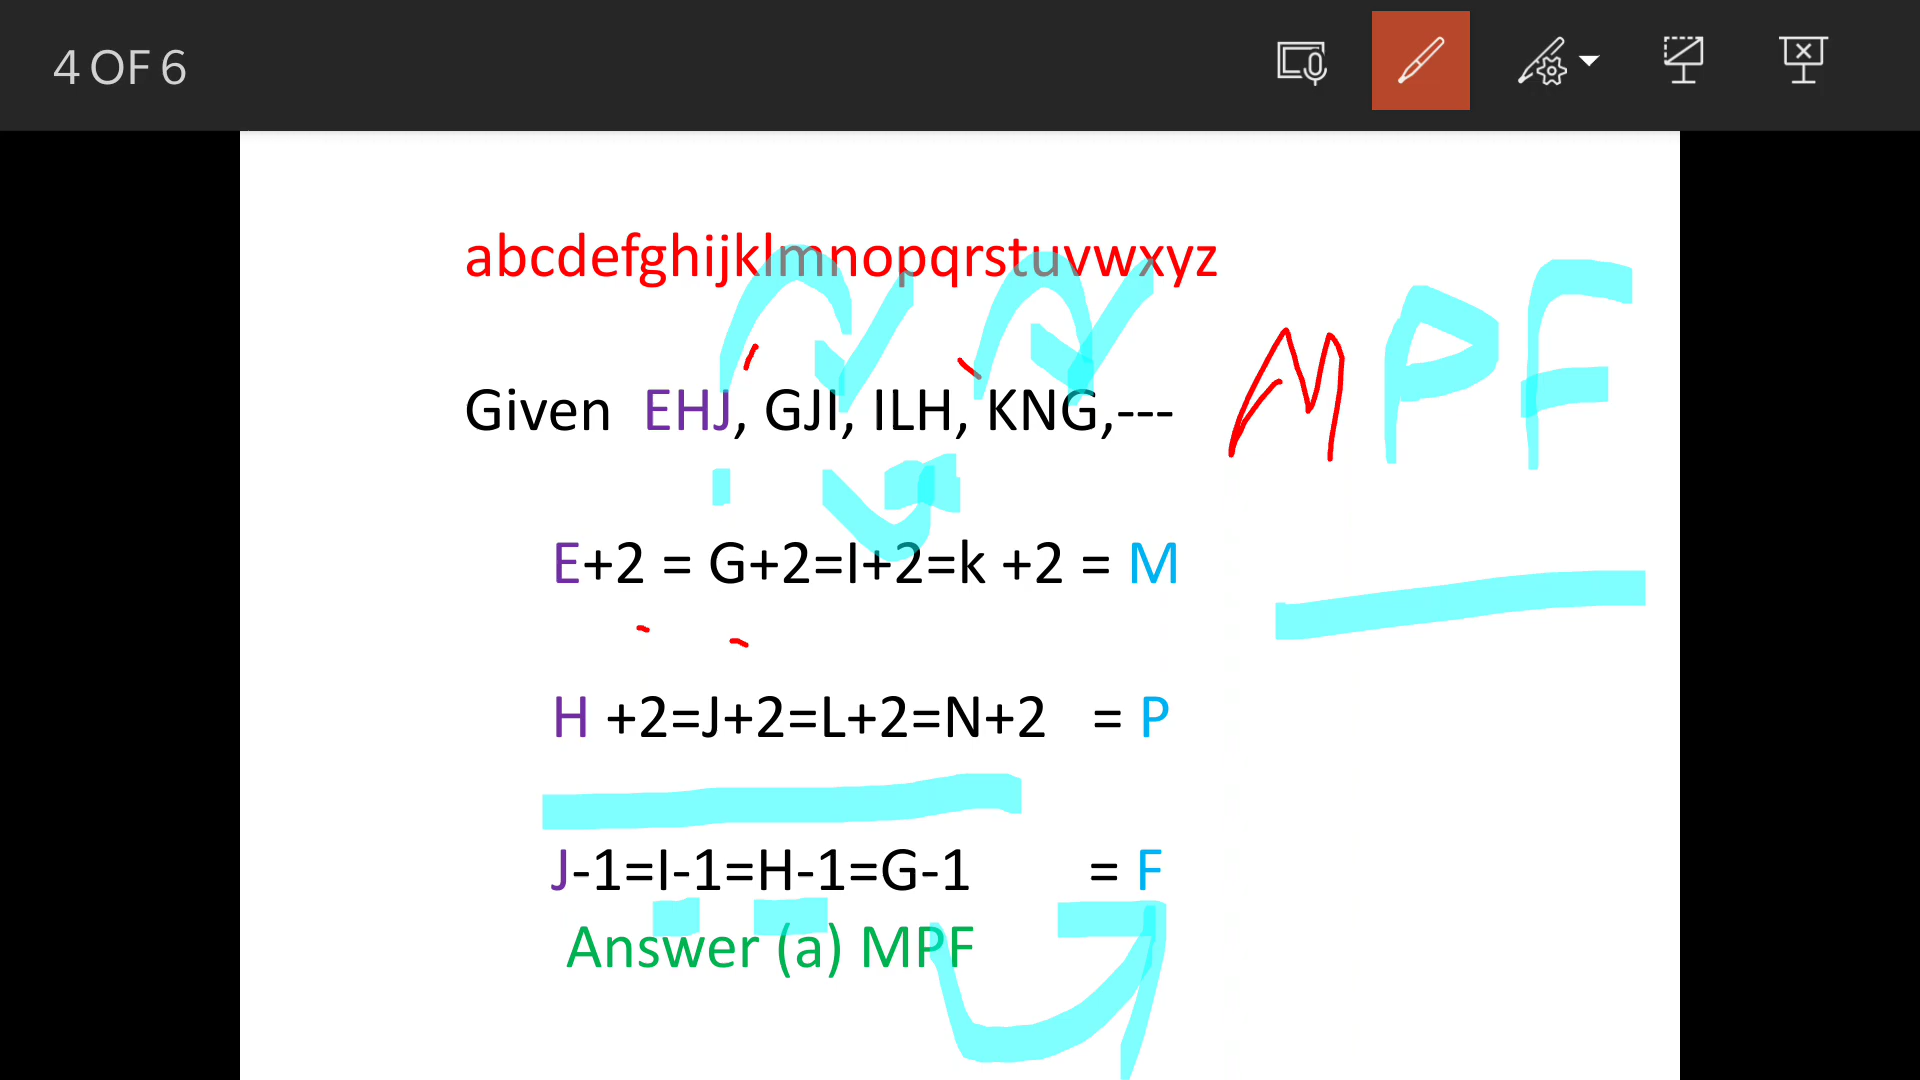 4 OF 6
abcdefghijklmnopqrstuvwxyz
Given EHJ, GJI, ILH, KNG,--- MPF
E+2 = G+2=I+2=k +2 = M
H +2=J+2=L+2=N+2 = P
J-1=I-1=H-1=G-1 = F
Answer (a) MPF